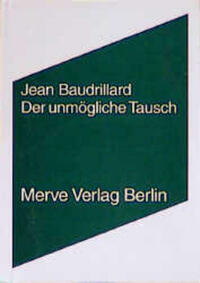 Jean Baudrillard
Der unmögliche Tausch
Merve Verlag Berlin